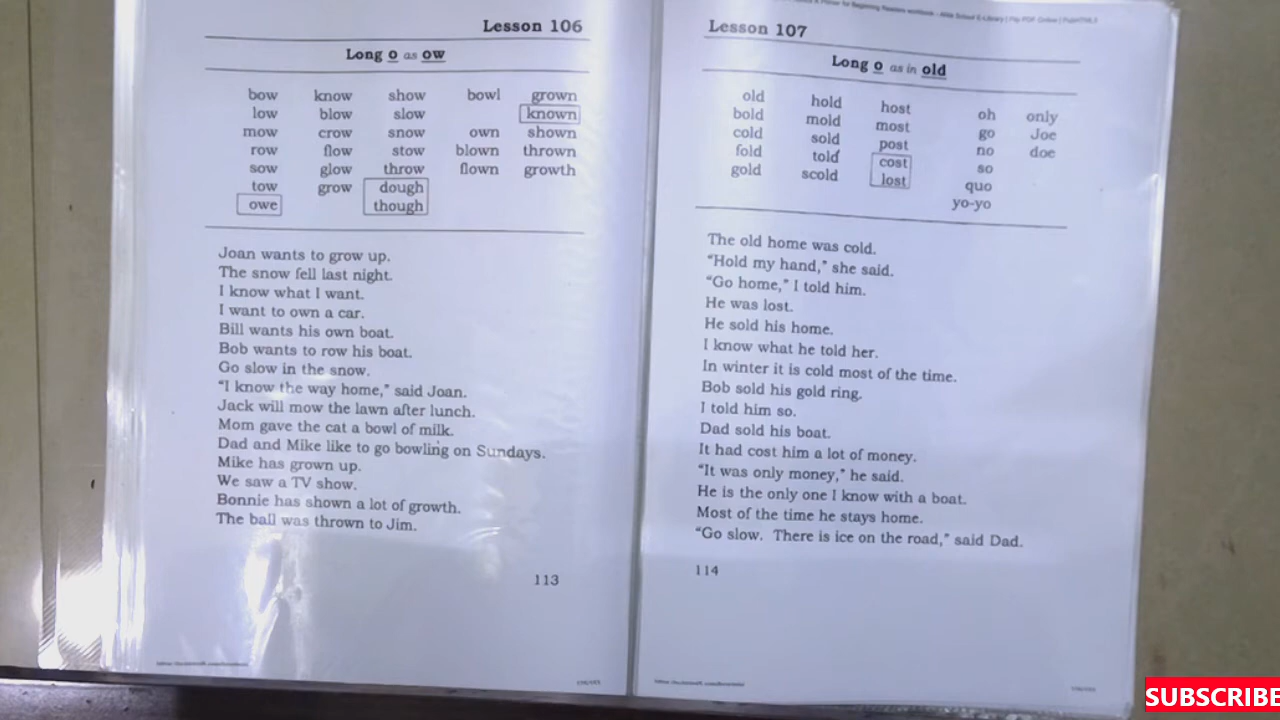 Lesson 106
Long o as ow
bow know show bowl grown
low blow slow known
mow crow snow own shown
row flow stow blown thrown
sow glow throw flown growth
tow grow dough
owe though
Joan wants to grow up.
The snow fell last night.
I know what I want.
I want to own a car.
Bill wants his own boat.
Bob wants to row his boat.
Go slow in the snow.
“I know the way home,” said Joan.
Jack will mow the lawn after lunch.
Mom gave the cat a bowl of milk.
Dad and Mike like to go bowling on Sundays.
Mike has grown up.
We saw a TV show.
Bonnie has shown a lot of growth.
The ball was thrown to Jim.
113
for Beginning Readers workbook
Lesson 107
Long o as in old
old hold host oh only
bold mold most go Joe
cold sold post no doe
fold told cost so
gold scold lost quo
yo-yo
The old home was cold.
“Hold my hand,” she said.
“Go home,” I told him.
He was lost.
He sold his home.
I know what he told her.
In winter it is cold most of the time.
Bob sold his gold ring.
I told him so.
Dad sold his boat.
It had cost him a lot of money.
“It was only money,” he said.
He is the only one I know with a boat.
Most of the time he stays home.
“Go slow. There is ice on the road,” said Dad.
114
SUBSCRIBE